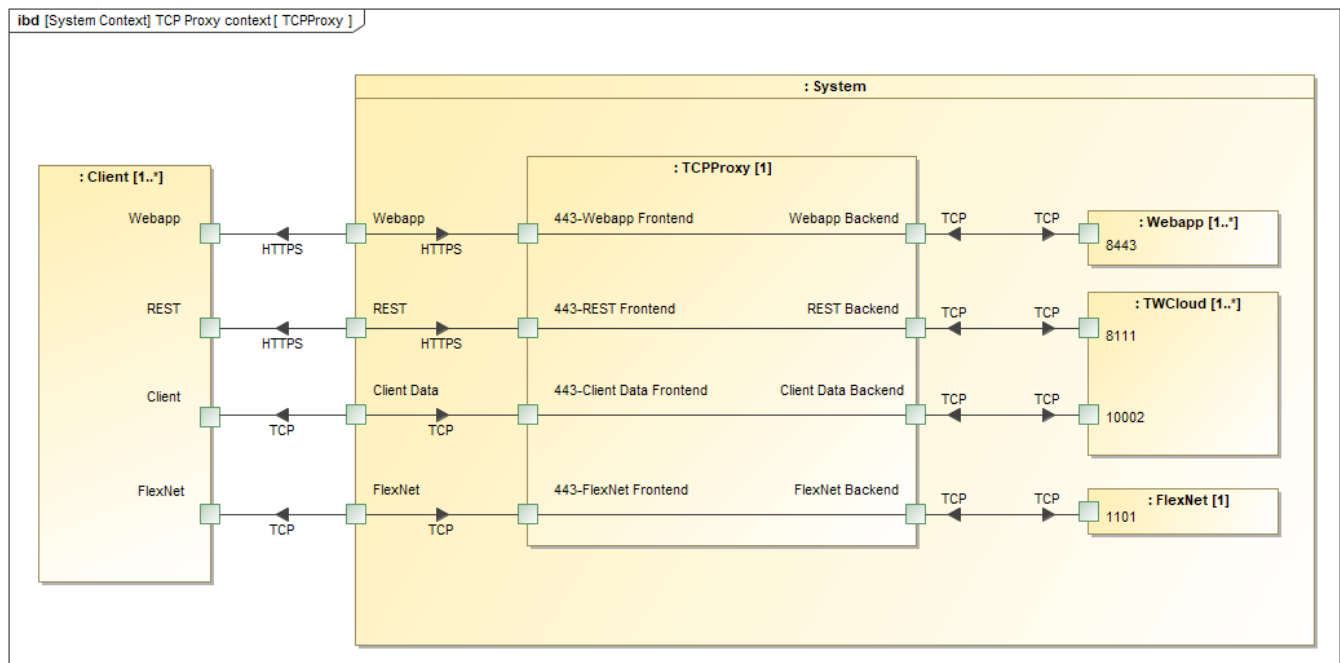 ibd [System Context] TCP Proxy context [ TCPProxy ]
: System
: Client [1..*]
: TCPProxy [1]
Webapp
Webapp
443-Webapp Frontend
Webapp Backend
TCP
TCP
: Webapp [1..*]
HTTPS
HTTPS
8443
REST
REST
443-REST Frontend
REST Backend
TCP
TCP
: TWCloud [1..*]
HTTPS
HTTPS
8111
Client
Client Data
443-Client Data Frontend
Client Data Backend
TCP
TCP
TCP
TCP
10002
FlexNet
FlexNet
443-FlexNet Frontend
FlexNet Backend
TCP
TCP
: FlexNet [1]
TCP
TCP
1101